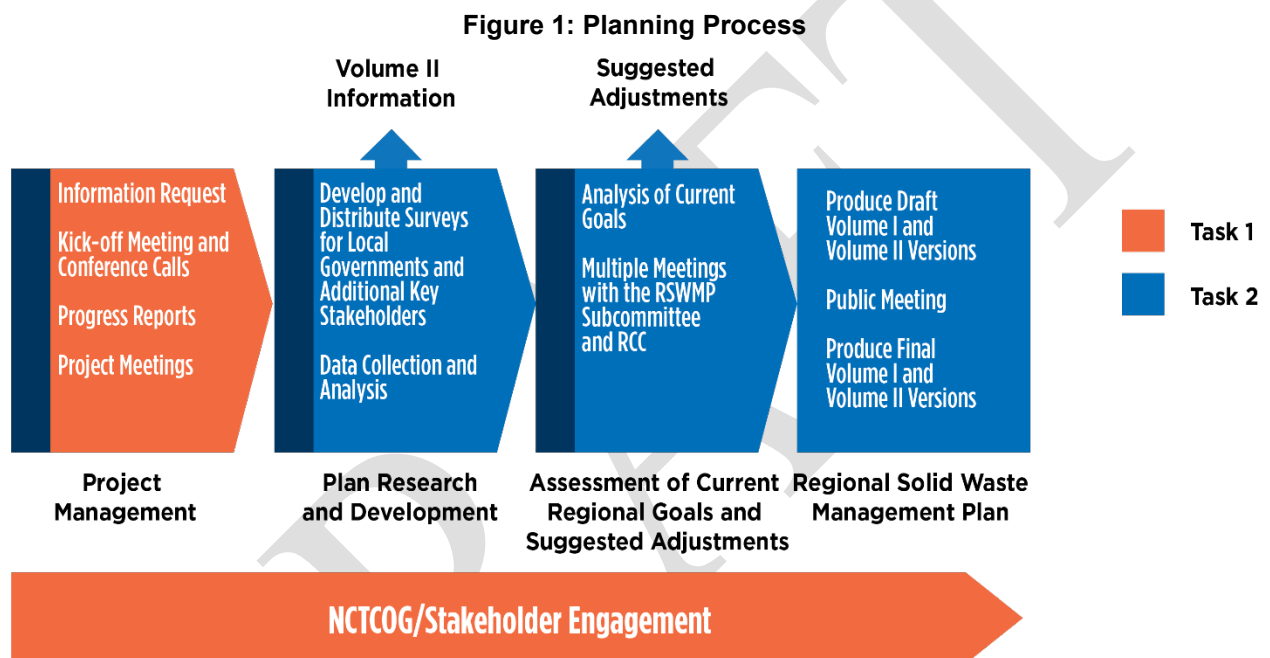 Figure 1: Planning Process
Volume II
Information
Suggested
Adjustments
Information Request
Kick-off Meeting and
Conference Calls
Progress Reports
Project Meetings
Develop and
Distribute Surveys
for Local
Governments and
Additional Key
Stakeholders
Data Collection and
Analysis
Analysis of Current
Goals
Multiple Meetings
with the RSWMP
Subcommittee
and RCC
Produce Draft
Volume I and
Volume II Versions
Public Meeting
Produce Final
Volume I and
Volume II Versions
Task 1
Task 2
Project
Management
Plan Research
and Development
Assessment of Current
Regional Goals and
Suggested Adjustments
Regional Solid Waste
Management Plan
NCTCOG/Stakeholder Engagement
DRAFT